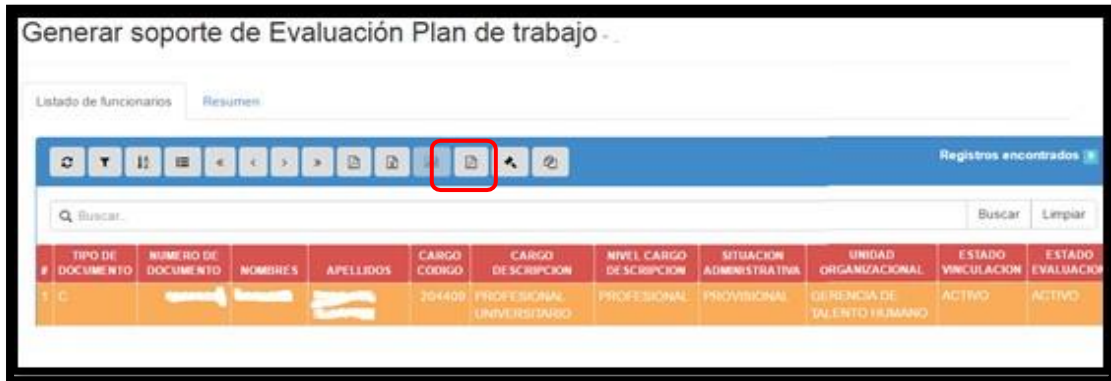 Generar soporte de Evaluación Plan de trabajo
Listado de funcionarios Resumen
Registros encontrados
Buscar.. Buscar Limpiar
# TIPO DE DOCUMENTO NUMERO DE DOCUMENTO NOMBRES APELLIDOS CARGO CODIGO CARGO DESCRIPCION NIVEL CARGO DESCRIPCION SITUACION ADMINISTRATIVA UNIDAD ORGANIZACIONAL ESTADO VINCULACION ESTADO EVALUACION
1 C 204409 PROFESIONAL UNIVERSITARIO PROFESIONAL PROVISIONAL GERENCIA DE TALENTO HUMANO ACTIVO ACTIVO